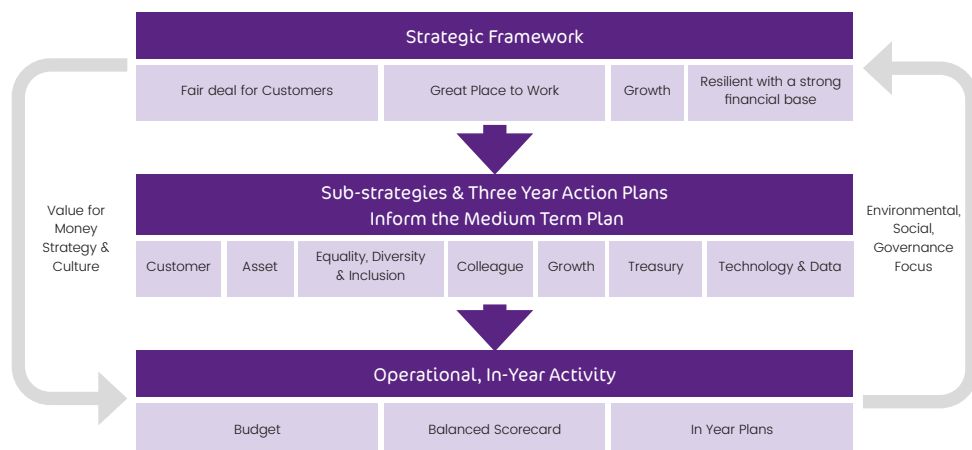 Strategic Framework
Fair deal for Customers
Great Place to Work
Growth
Resilient with a strong
financial base
Value for
Money
Strategy &
Culture
Sub-strategies & Three Year Action Plans
Inform the Medium Term Plan
Customer
Asset
Equality, Diversity
& Inclusion
Colleague
Growth
Treasury
Technology & Data
Environmental,
Social,
Governance
Focus
Operational, In-Year Activity
Budget
Balanced Scorecard
In Year Plans